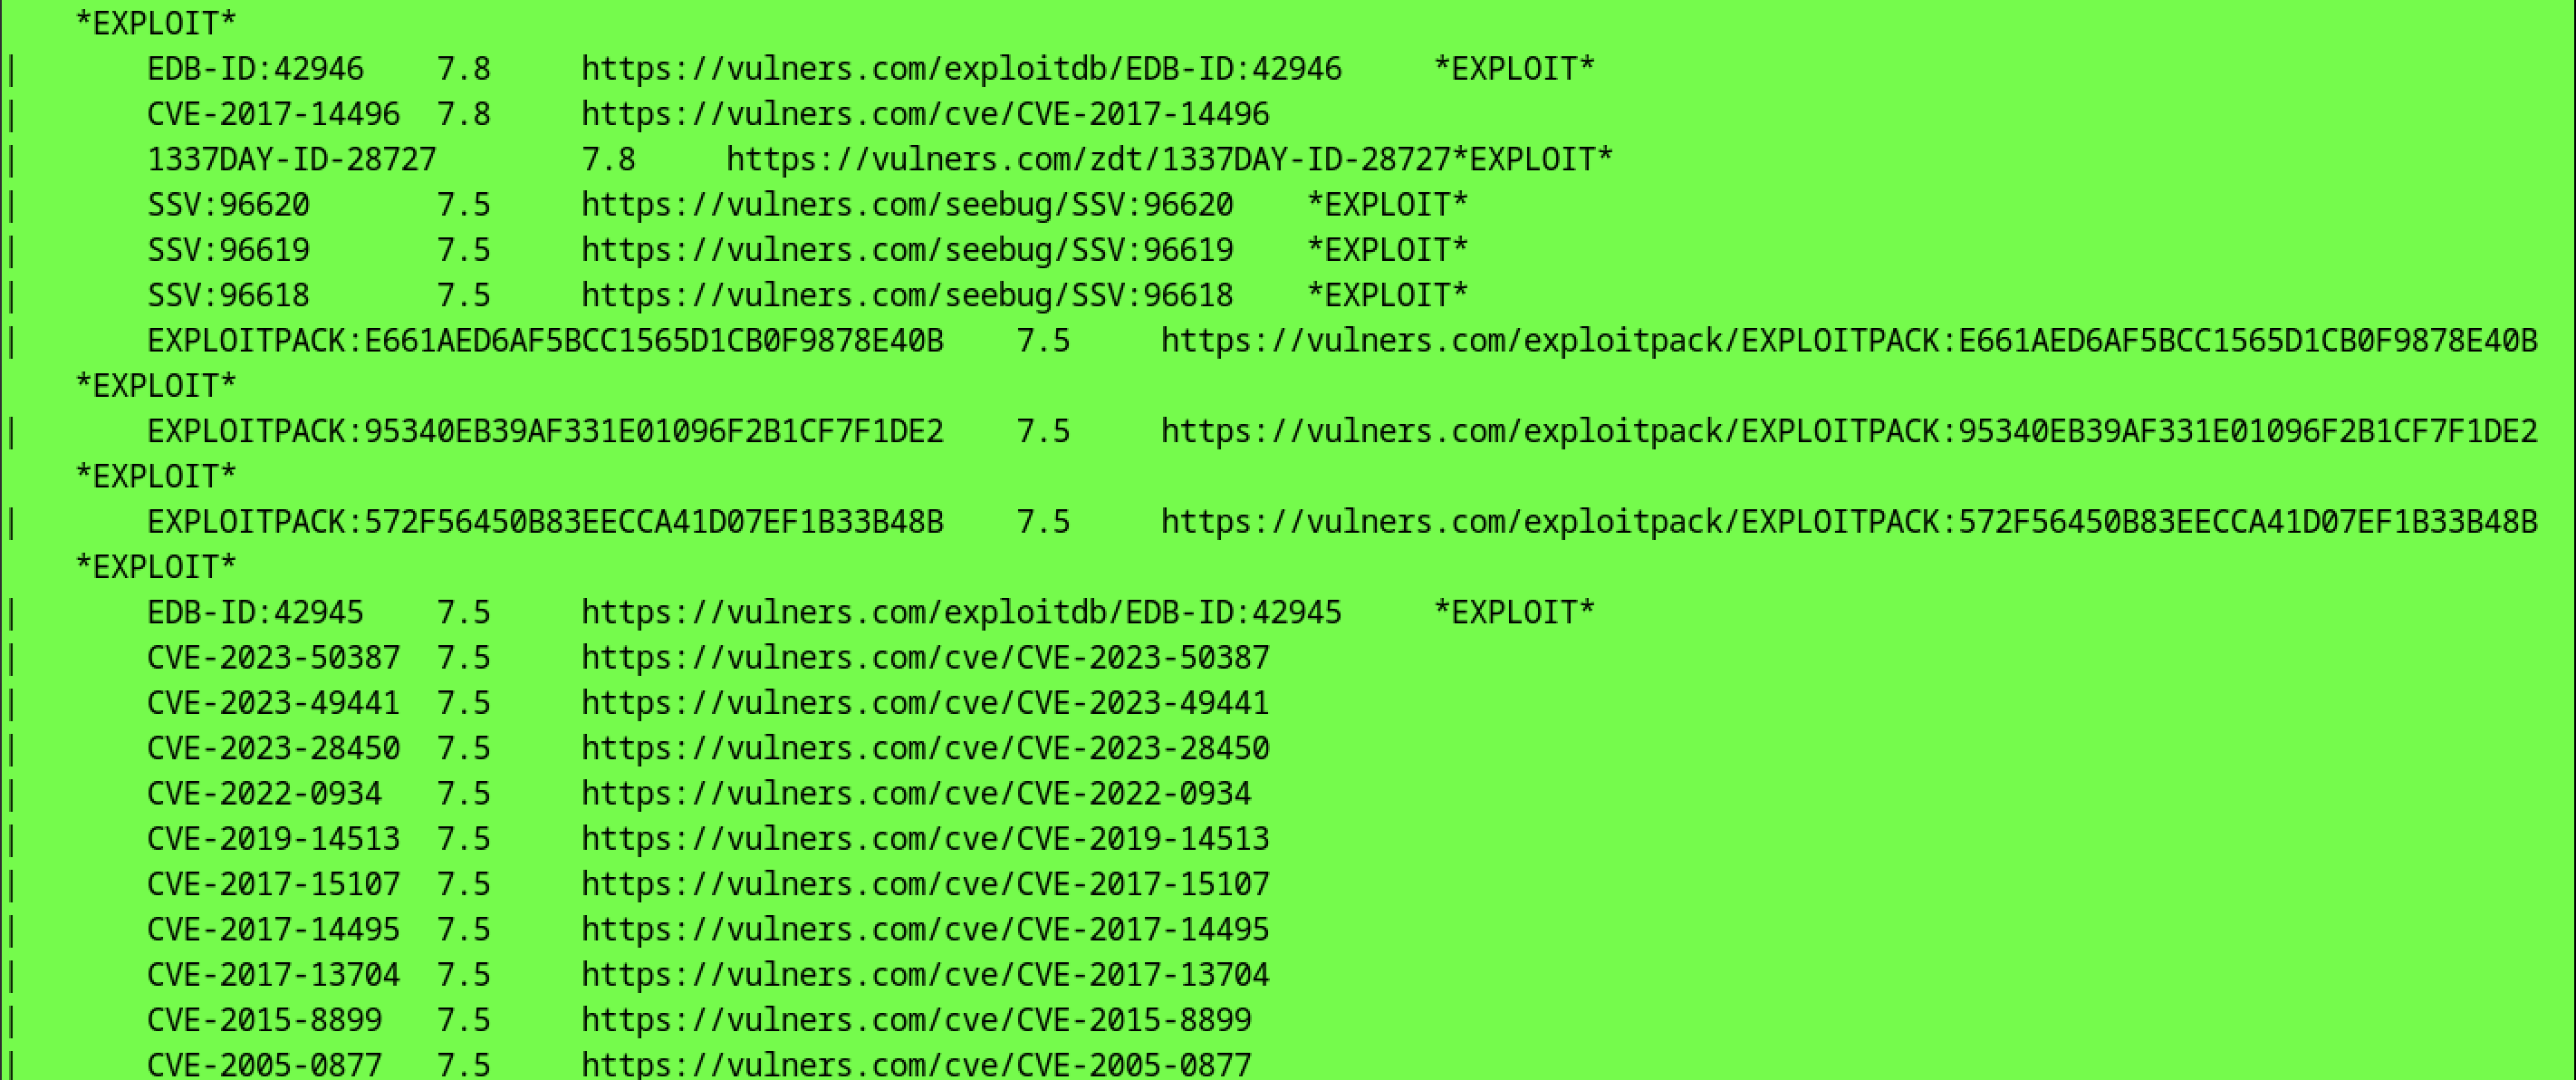 *EXPLOIT*
| EDB-ID:42946 7.8 https://vulners.com/exploitdb/EDB-ID:42946 *EXPLOIT*
| CVE-2017-14496 7.8 https://vulners.com/cve/CVE-2017-14496
| 1337DAY-ID-28727 7.8 https://vulners.com/zdt/1337DAY-ID-28727*EXPLOIT*
| SSV:96620 7.5 https://vulners.com/seebug/SSV:96620 *EXPLOIT*
| SSV:96619 7.5 https://vulners.com/seebug/SSV:96619 *EXPLOIT*
| SSV:96618 7.5 https://vulners.com/seebug/SSV:96618 *EXPLOIT*
| EXPLOITPACK:E661AED6AF5BCC1565D1CB0F9878E40B 7.5 https://vulners.com/exploitpack/EXPLOITPACK:E661AED6AF5BCC1565D1CB0F9878E40B
*EXPLOIT*
| EXPLOITPACK:95340EB39AF331E01096F2B1CF7F1DE2 7.5 https://vulners.com/exploitpack/EXPLOITPACK:95340EB39AF331E01096F2B1CF7F1DE2
*EXPLOIT*
| EXPLOITPACK:572F56450B83EECCA41D07EF1B33B48B 7.5 https://vulners.com/exploitpack/EXPLOITPACK:572F56450B83EECCA41D07EF1B33B48B
*EXPLOIT*
| EDB-ID:42945 7.5 https://vulners.com/exploitdb/EDB-ID:42945 *EXPLOIT*
| CVE-2023-50387 7.5 https://vulners.com/cve/CVE-2023-50387
| CVE-2023-49441 7.5 https://vulners.com/cve/CVE-2023-49441
| CVE-2023-28450 7.5 https://vulners.com/cve/CVE-2023-28450
| CVE-2022-0934 7.5 https://vulners.com/cve/CVE-2022-0934
| CVE-2019-14513 7.5 https://vulners.com/cve/CVE-2019-14513
| CVE-2017-15107 7.5 https://vulners.com/cve/CVE-2017-15107
| CVE-2017-14495 7.5 https://vulners.com/cve/CVE-2017-14495
| CVE-2017-13704 7.5 https://vulners.com/cve/CVE-2017-13704
| CVE-2015-8899 7.5 https://vulners.com/cve/CVE-2015-8899
| CVE-2005-0877 7.5 https://vulners.com/cve/CVE-2005-0877